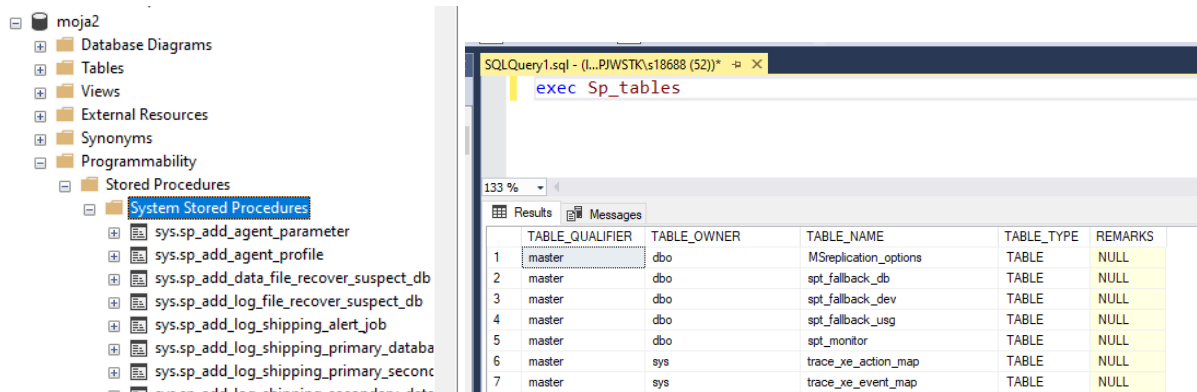 moja2
Database Diagrams
Tables
Views
External Resources
Synonyms
Programmability
Stored Procedures
System Stored Procedures
sys.sp_add_agent_parameter
sys.sp_add_agent_profile
sys.sp_add_data_file_recover_suspect_db
sys.sp_add_log_file_recover_suspect_db
sys.sp_add_log_shipping_alert_job
sys.sp_add_log_shipping_primary_databa
sys.sp_add_log_shipping_primary_second
SQLQuery1.sql - (l...PJWSTK\s18688 (52))*
exec Sp_tables
133 %
Results Messages
TABLE_QUALIFIER TABLE_OWNER TABLE_NAME TABLE_TYPE REMARKS
1 master dbo MSreplication_options TABLE NULL
2 master dbo spt_fallback_db TABLE NULL
3 master dbo spt_fallback_dev TABLE NULL
4 master dbo spt_fallback_usg TABLE NULL
5 master dbo spt_monitor TABLE NULL
6 master sys trace_xe_action_map TABLE NULL
7 master sys trace_xe_event_map TABLE NULL